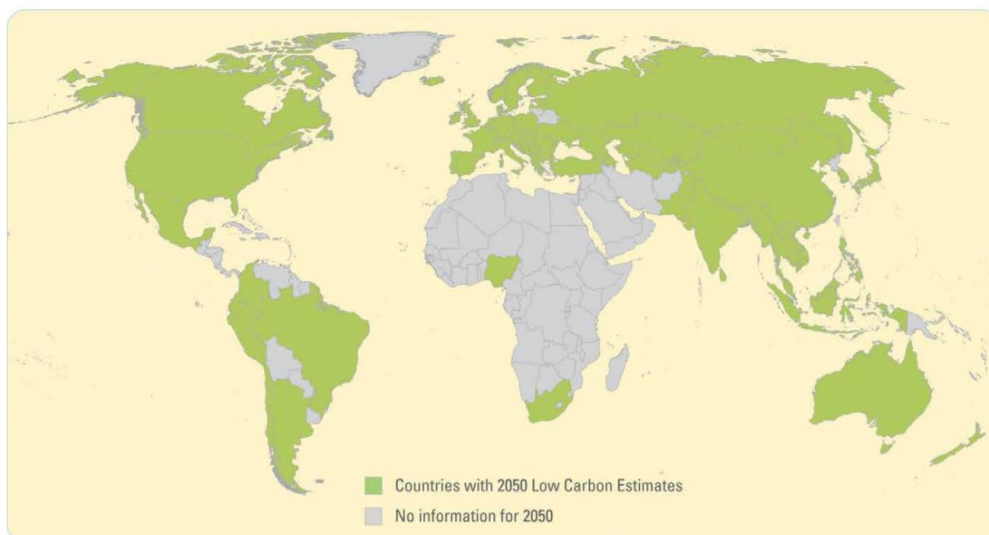 Countries with 2050 Low Carbon Estimates
No information for 2050